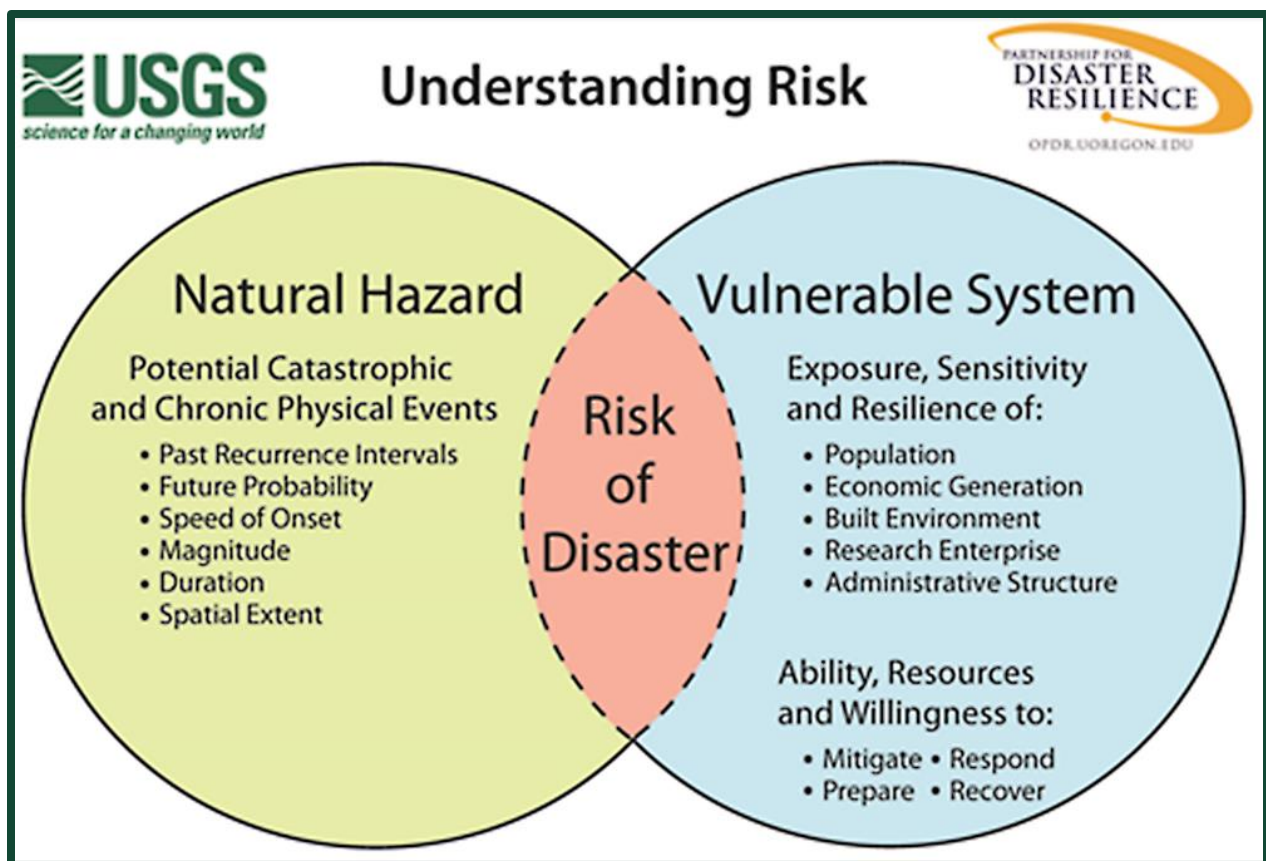 USGS
science for a changing world
Understanding Risk
PARTNERSHIP FOR
DISASTER
RESILIENCE
OPDR.UOREGON.EDU
Natural Hazard
Potential Catastrophic
and Chronic Physical Events
• Past Recurrence Intervals
• Future Probability
• Speed of Onset
• Magnitude
• Duration
• Spatial Extent
Risk
of
Disaster
Vulnerable System
Exposure, Sensitivity
and Resilience of:
• Population
• Economic Generation
• Built Environment
• Research Enterprise
• Administrative Structure
Ability, Resources
and Willingness to:
• Mitigate • Respond
• Prepare • Recover